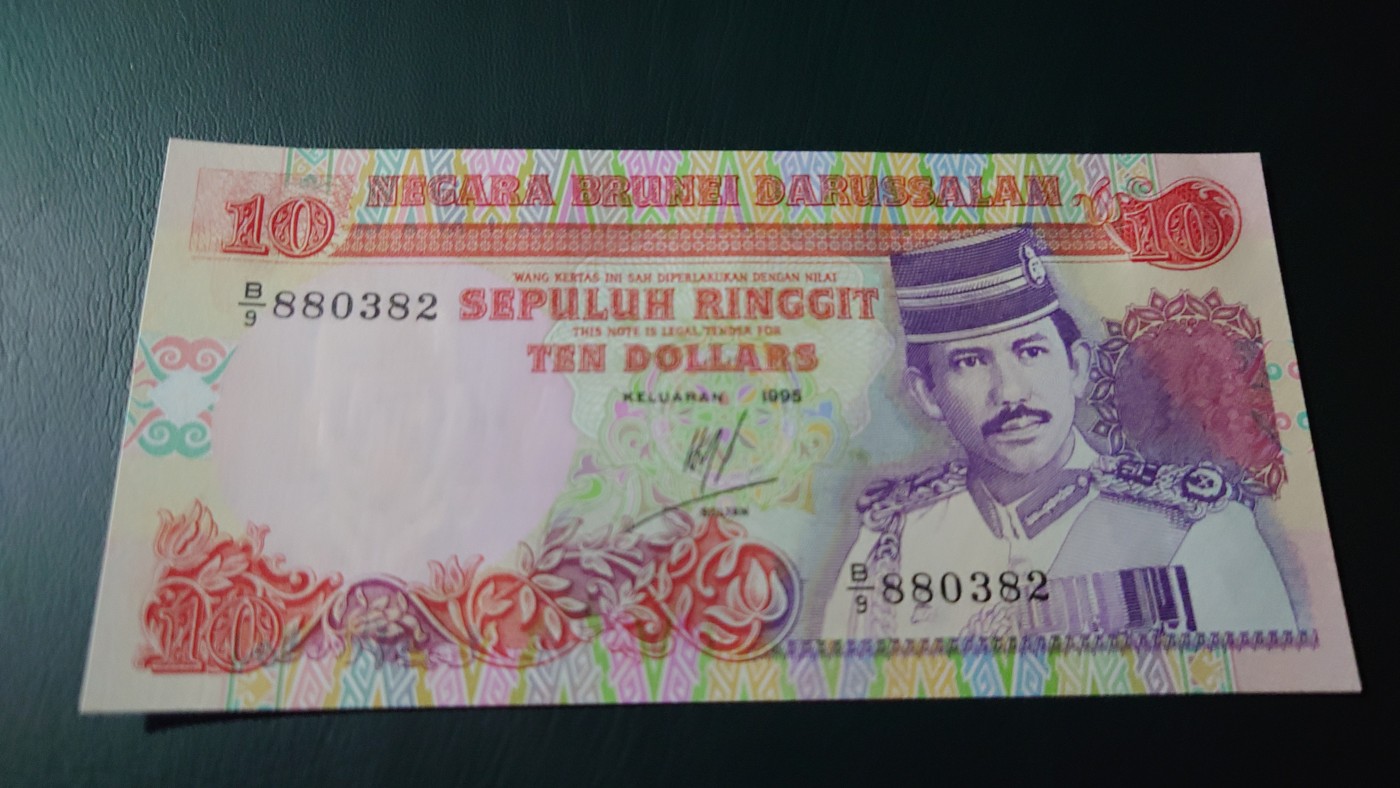 10 NEGARA BRUNEI DARUSSALAM 10
WANG KERTAS INI SAH DIPERLAKUKAN DENGAN NILAI
B/9 880382 SEPULUH RINGGIT
THIS NOTE IS LEGAL TENDER FOR
TEN DOLLARS
KELUARAN 1995
SULTAN
B/9 880382
10